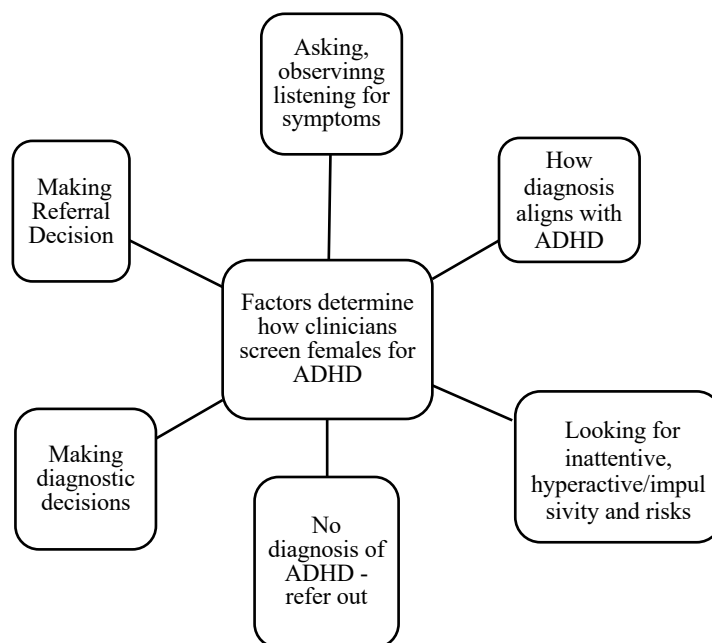 Asking,
observinng
listening for
symptoms
Making
Referral
Decision
How
diagnosis
aligns with
ADHD
Factors determine
how clinicians
screen females for
ADHD
Making
diagnostic
decisions
Looking for
inattentive,
hyperactive/impul
sivity and risks
No
diagnosis of
ADHD -
refer out